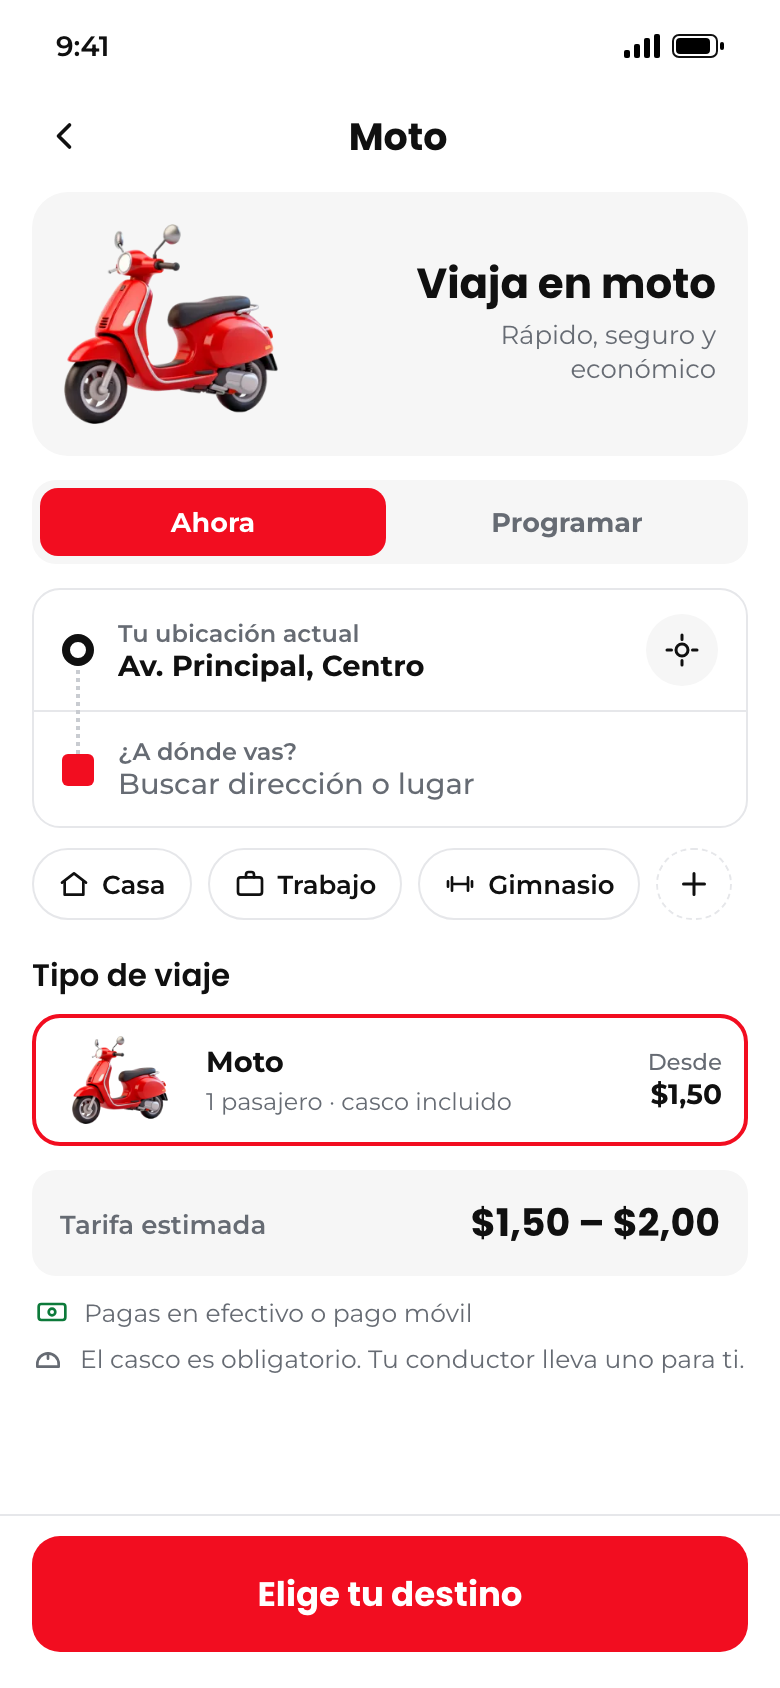 9:41
Moto
Viaja en moto
Rápido, seguro y
económico
Ahora
Programar
Tu ubicación actual
Av. Principal, Centro
¿A dónde vas?
Buscar dirección o lugar
Casa
Trabajo
Gimnasio
Tipo de viaje
Moto
1 pasajero · casco incluido
Desde
$1,50
Tarifa estimada
$1,50 – $2,00
Pagas en efectivo o pago móvil
El casco es obligatorio. Tu conductor lleva uno para ti.
Elige tu destino